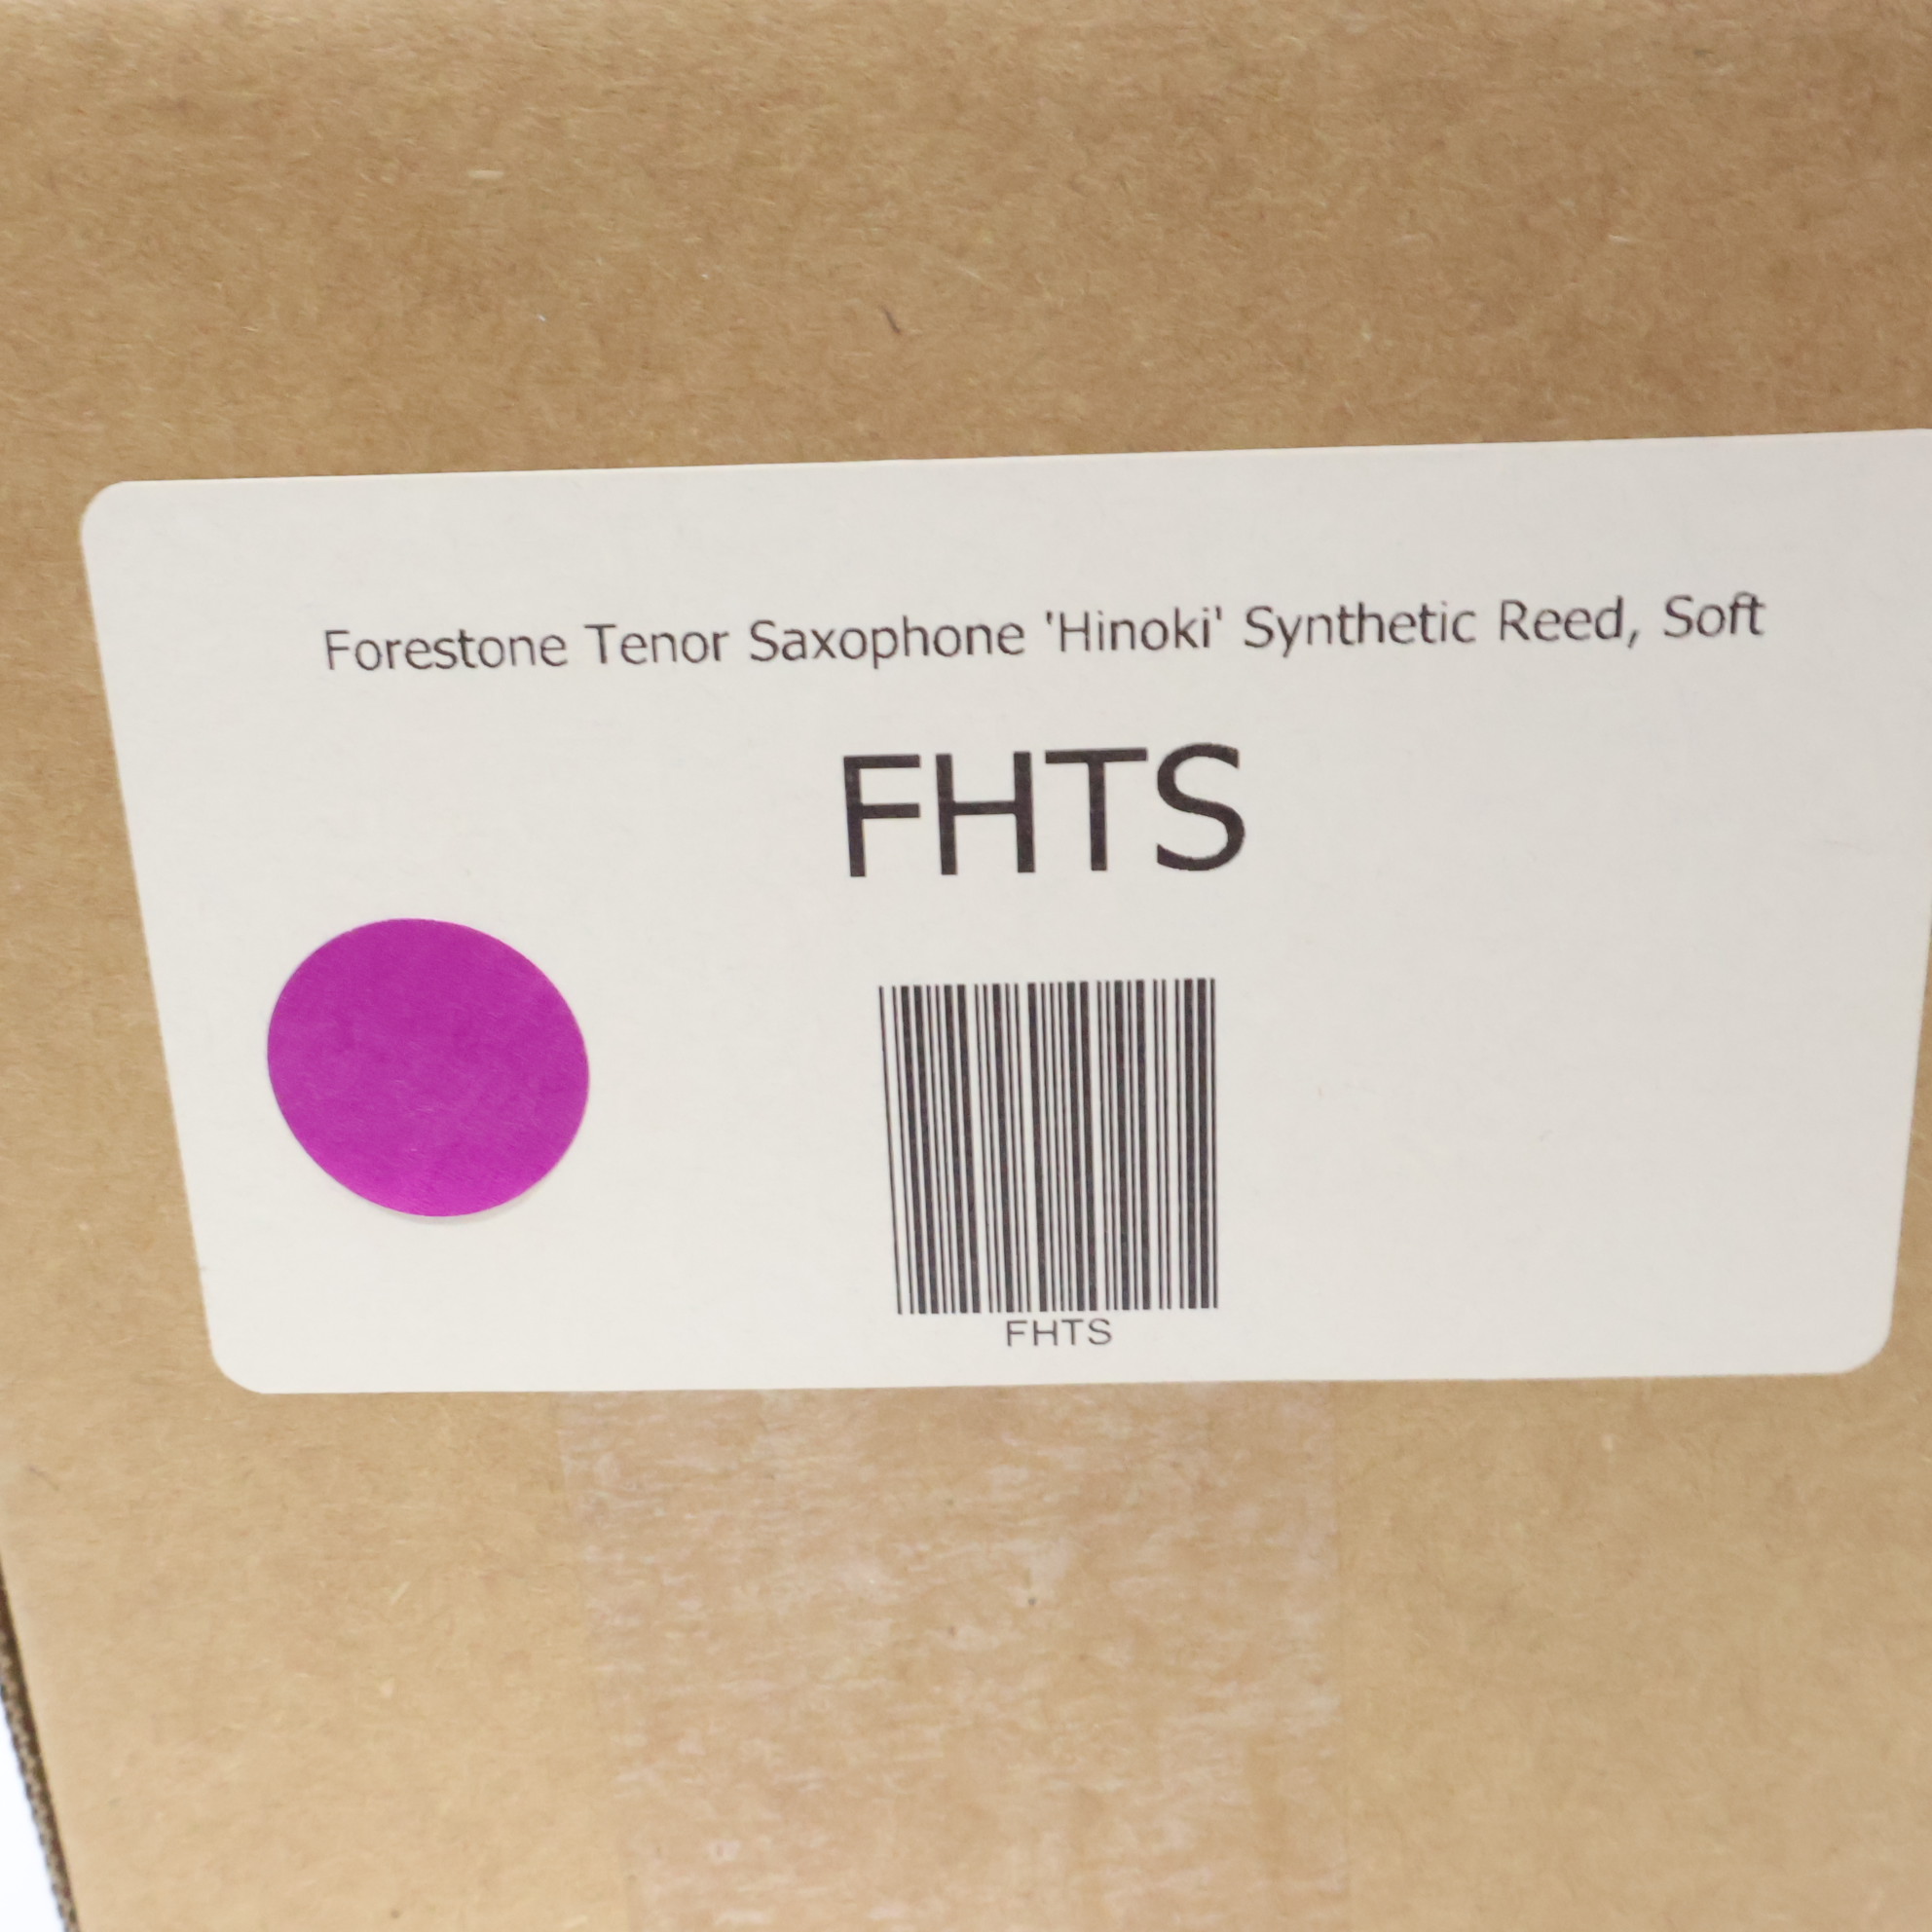 Forestone Tenor Saxophone 'Hinoki' Synthetic Reed, Soft
FHTS
FHTS